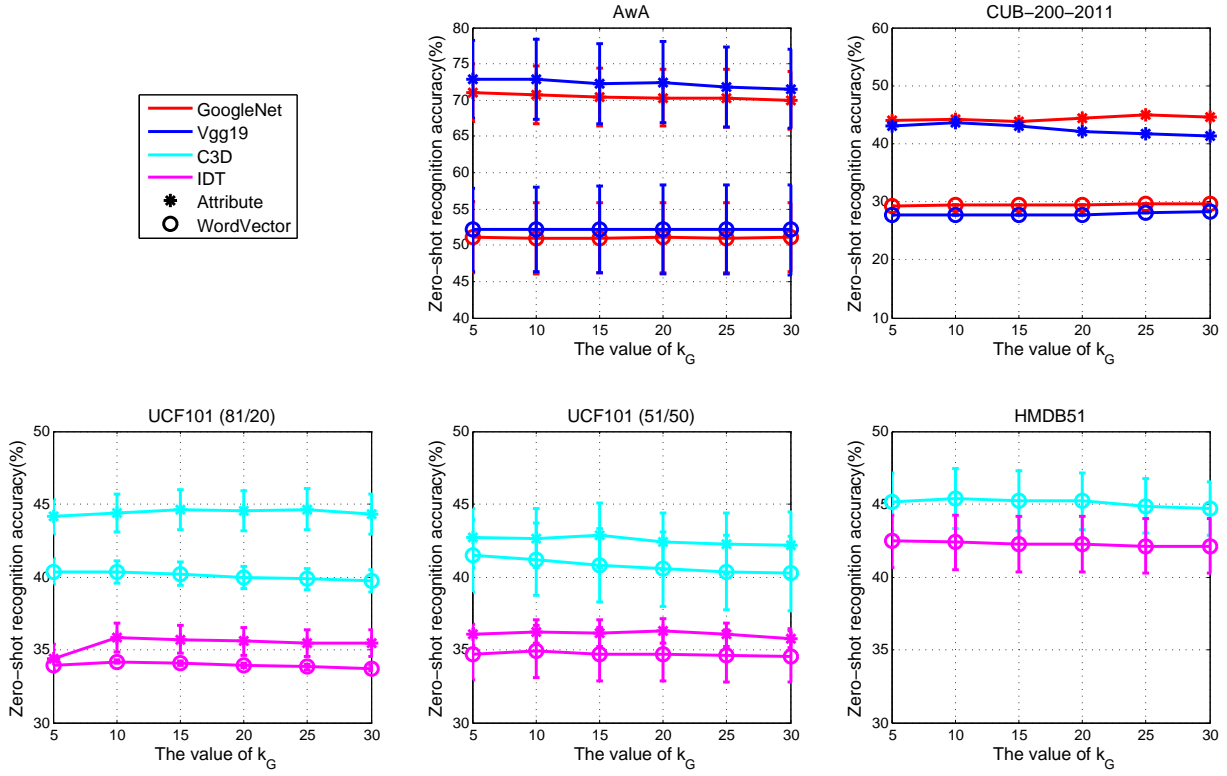 AwA
CUB−200−2011
GoogleNet
Vgg19
C3D
IDT
Attribute
WordVector
Zero−shot recognition accuracy(%)
80
75
70
65
60
55
50
45
40
5 10 15 20 25 30
The value of k_G
Zero−shot recognition accuracy(%)
60
50
40
30
20
10
5 10 15 20 25 30
The value of k_G
UCF101 (81/20)
Zero−shot recognition accuracy(%)
50
45
40
35
30
5 10 15 20 25 30
The value of k_G
UCF101 (51/50)
Zero−shot recognition accuracy(%)
50
45
40
35
30
5 10 15 20 25 30
The value of k_G
HMDB51
Zero−shot recognition accuracy(%)
50
45
40
35
30
5 10 15 20 25 30
The value of k_G